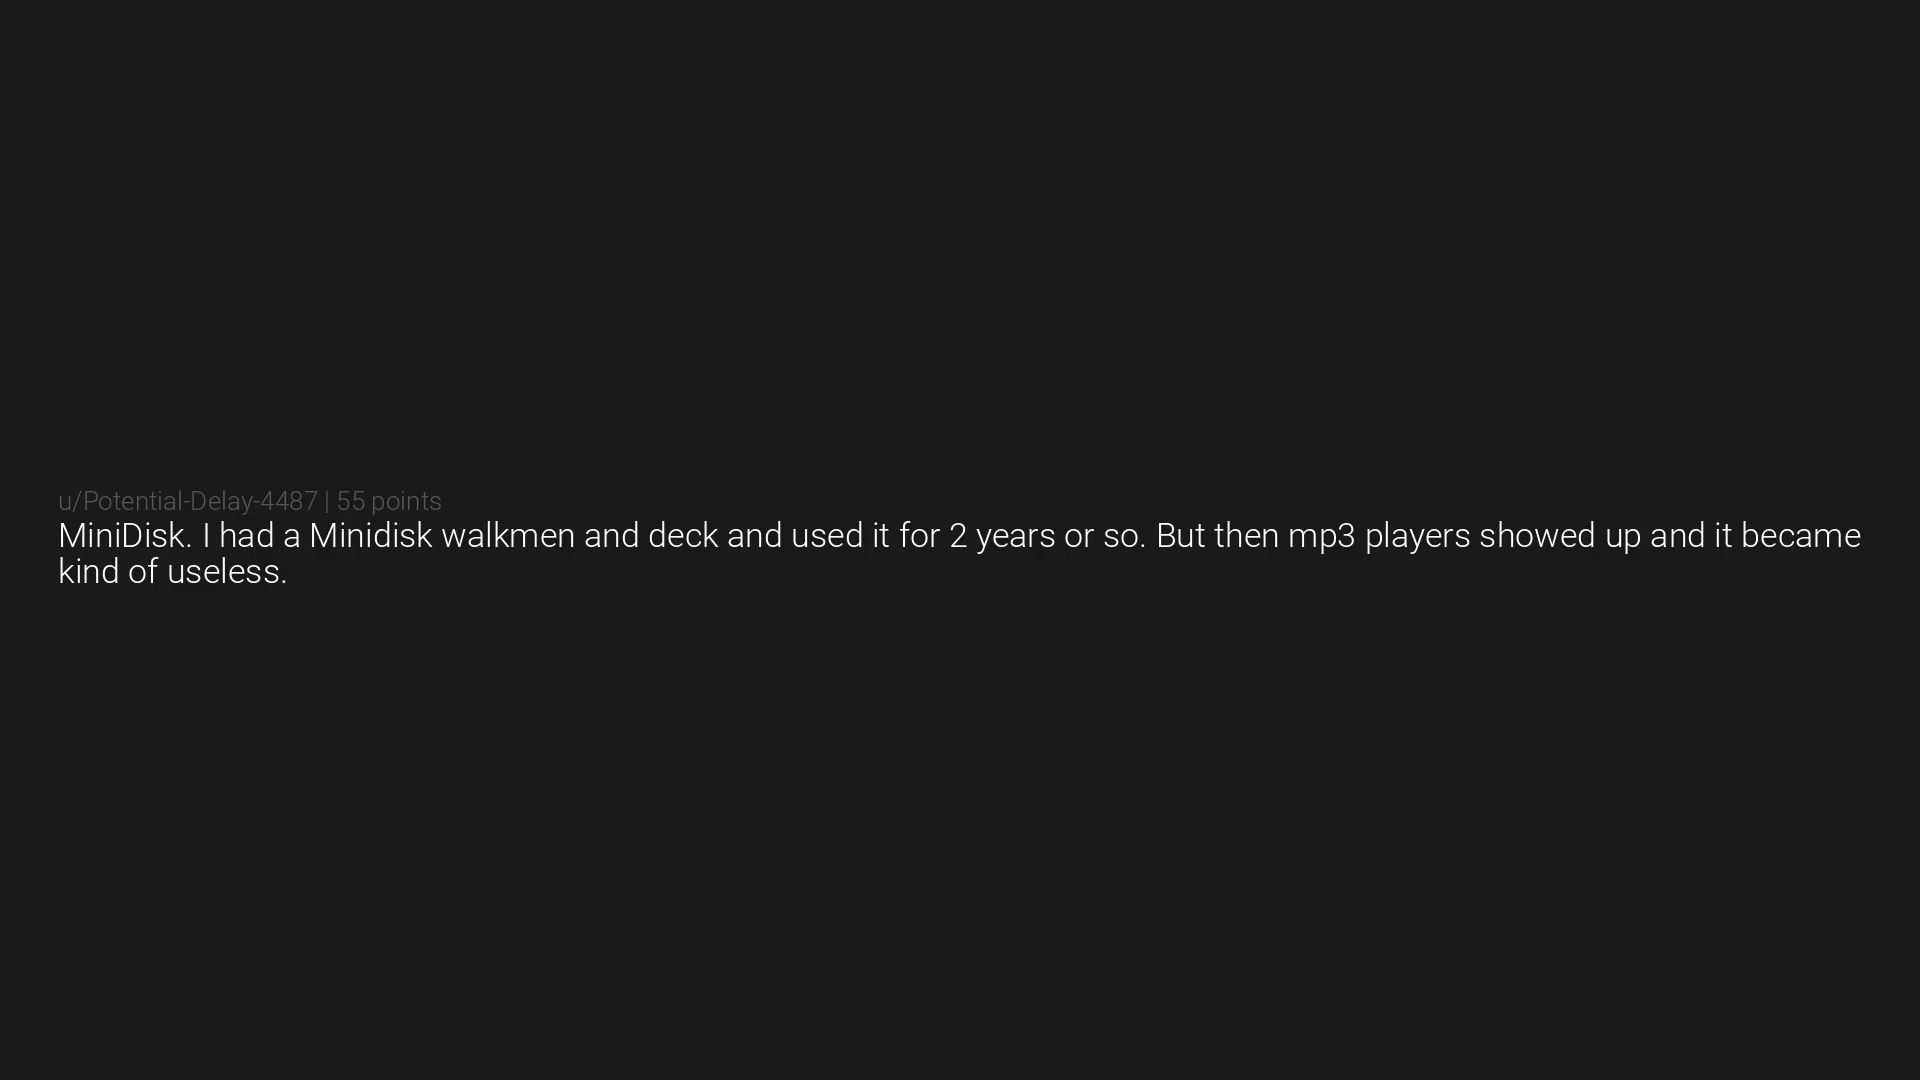 u/Potential-Delay-4487 | 55 points
MiniDisk. I had a Minidisk walkmen and deck and used it for 2 years or so. But then mp3 players showed up and it became
kind of useless.